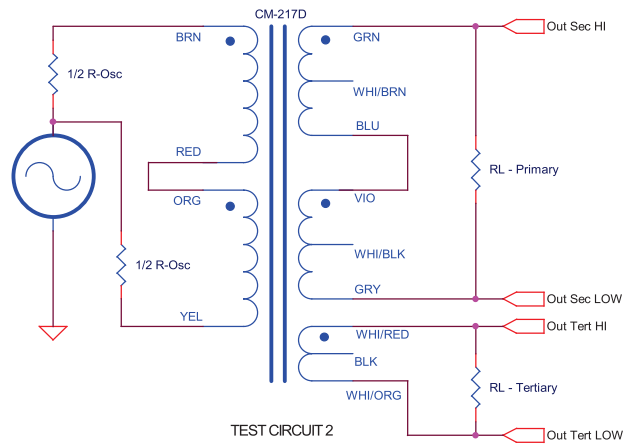 CM-217D
BRN
GRN
Out Sec HI
1/2 R-Osc
WHI/BRN
BLU
RED
RL - Primary
ORG
VIO
WHI/BLK
1/2 R-Osc
GRY
Out Sec LOW
YEL
WHI/RED
Out Tert HI
BLK
RL - Tertiary
WHI/ORG
TEST CIRCUIT 2
Out Tert LOW